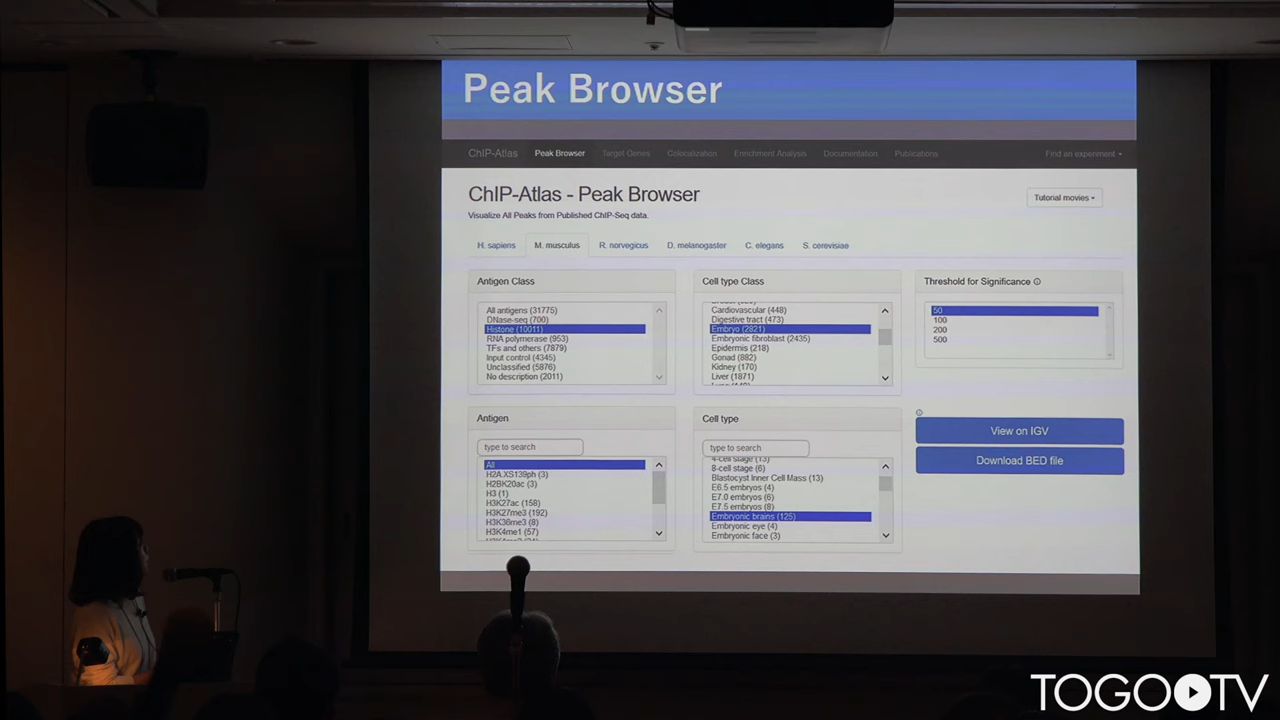 Peak Browser
ChIP-Atlas Peak Browser Target Genes Colocalization Enrichment Analysis Documentation Publications Find an experiment
ChIP-Atlas - Peak Browser
Tutorial movies
Visualize All Peaks from Published ChIP-Seq data.
H. sapiens M. musculus R. norvegicus D. melanogaster C. elegans S. cerevisiae
Antigen Class
All antigens (31775)
DNase-seq (700)
Histone (10011)
RNA polymerase (953)
TFs and others (7879)
Input control (4345)
Unclassified (5876)
No description (2011)
Cell type Class
Cardiovascular (448)
Digestive tract (473)
Embryo (2821)
Embryonic fibroblast (2435)
Epidermis (218)
Gonad (882)
Kidney (170)
Liver (1871)
Threshold for Significance
50
100
200
500
Antigen
type to search
All
H2A.XS139ph (3)
H2BK20ac (3)
H3 (1)
H3K27ac (158)
H3K27me3 (192)
H3K36me3 (8)
H3K4me1 (57)
Cell type
type to search
4-cell stage (13)
8-cell stage (6)
Blastocyst Inner Cell Mass (13)
E6.5 embryos (4)
E7.0 embryos (6)
E7.5 embryos (8)
Embryonic brains (125)
Embryonic eye (4)
Embryonic face (3)
View on IGV
Download BED file
TOGO TV